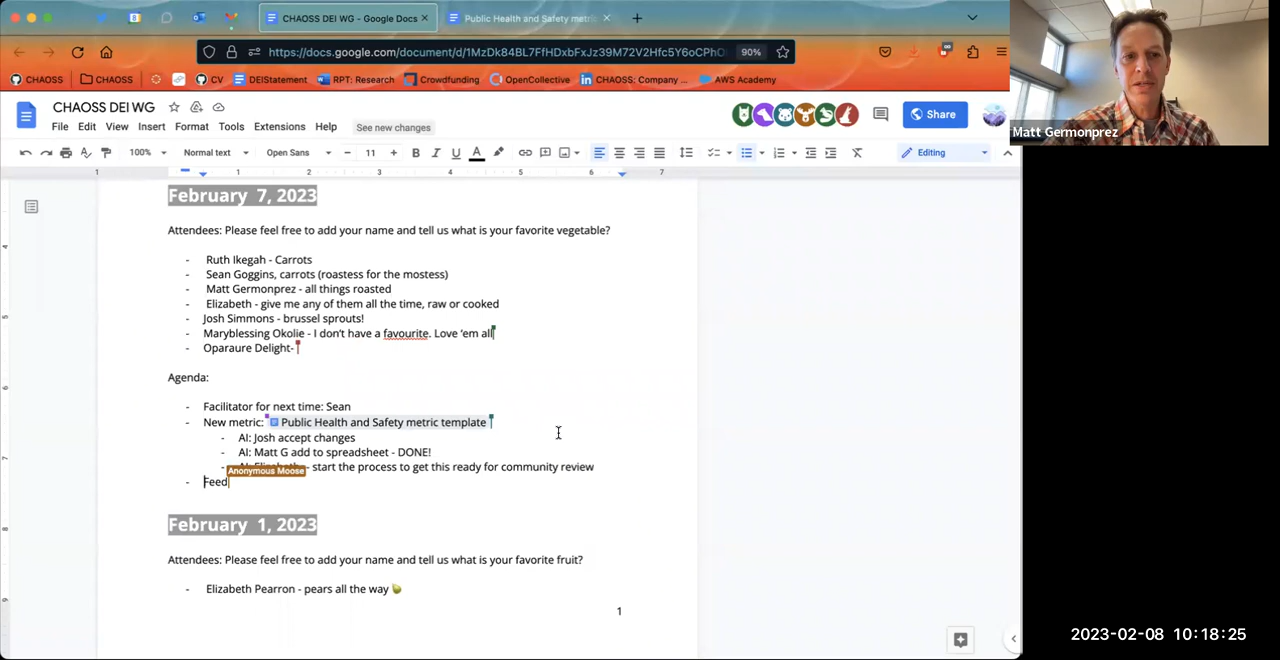 CHAOSS DEI WG - Google Docs
Public Health and Safety metri
https://docs.google.com/document/d/1MzDk84BL7FfHDxbFxJz39M72V2Hfc5Y6oCPhO
90%
CHAOSS
CHAOSS
CV
DEIStatement
RPT: Research
Crowdfunding
OpenCollective
CHAOSS: Company ...
AWS Academy
CHAOSS DEI WG
File Edit View Insert Format Tools Extensions Help
See new changes
Share
100%
Normal text
Open Sans
11
Editing
February 7, 2023
Attendees: Please feel free to add your name and tell us what is your favorite vegetable?
- Ruth Ikegah - Carrots
- Sean Goggins, carrots (roastess for the mostess)
- Matt Germonprez - all things roasted
- Elizabeth - give me any of them all the time, raw or cooked
- Josh Simmons - brussel sprouts!
- Maryblessing Okolie - I don't have a favourite. Love 'em all
- Oparaure Delight-
Agenda:
- Facilitator for next time: Sean
- New metric: Public Health and Safety metric template
- AI: Josh accept changes
- AI: Matt G add to spreadsheet - DONE!
- AI: Elizabeth - start the process to get this ready for community review
Anonymous Moose
- Feed
February 1, 2023
Attendees: Please feel free to add your name and tell us what is your favorite fruit?
- Elizabeth Pearron - pears all the way
1
Matt Germonprez
2023-02-08 10:18:25